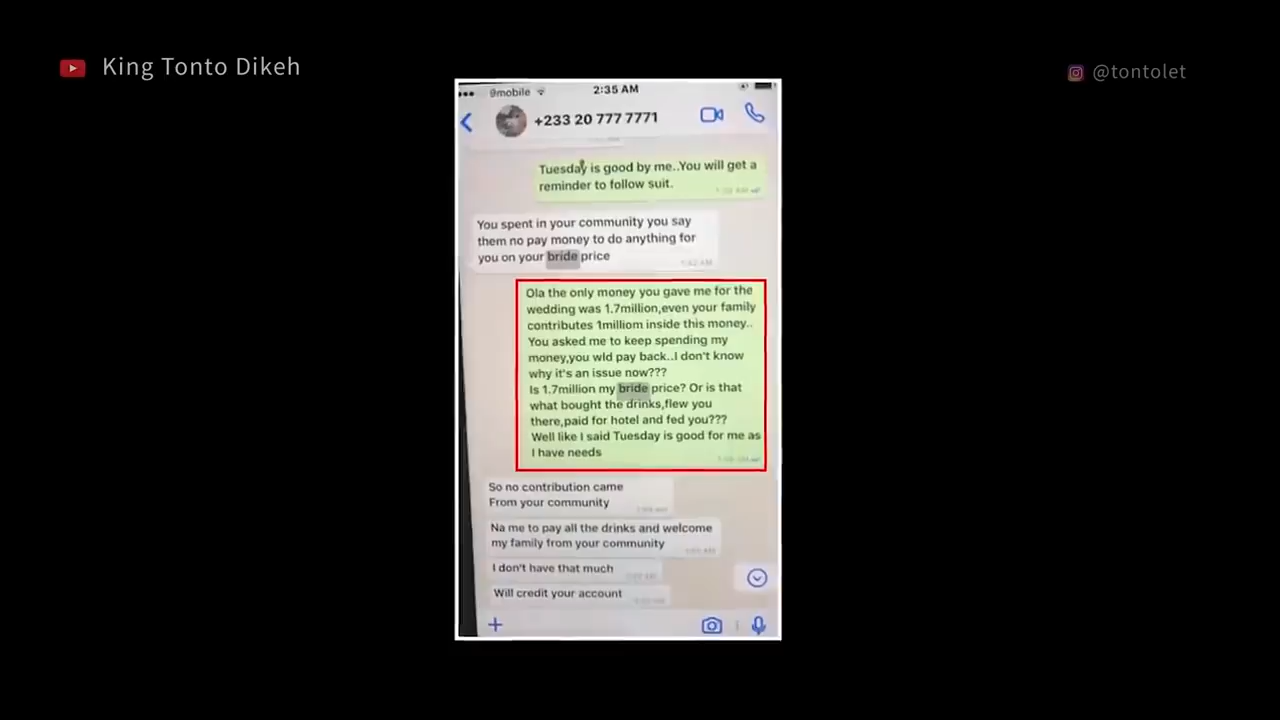 King Tonto Dikeh
@tontolet
9mobile
2:35 AM
+233 20 777 7771
Tuesday is good by me..You will get a
reminder to follow suit.
You spent in your community you say
them no pay money to do anything for
you on your bride price
1:42 AM
Ola the only money you gave me for the
wedding was 1.7million,even your family
contributes 1milliom inside this money..
You asked me to keep spending my
money,you wld pay back..I don't know
why it's an issue now???
Is 1.7million my bride price? Or is that
what bought the drinks,flew you
there,paid for hotel and fed you???
Well like I said Tuesday is good for me as
I have needs
So no contribution came
From your community
Na me to pay all the drinks and welcome
my family from your community
I don't have that much
Will credit your account